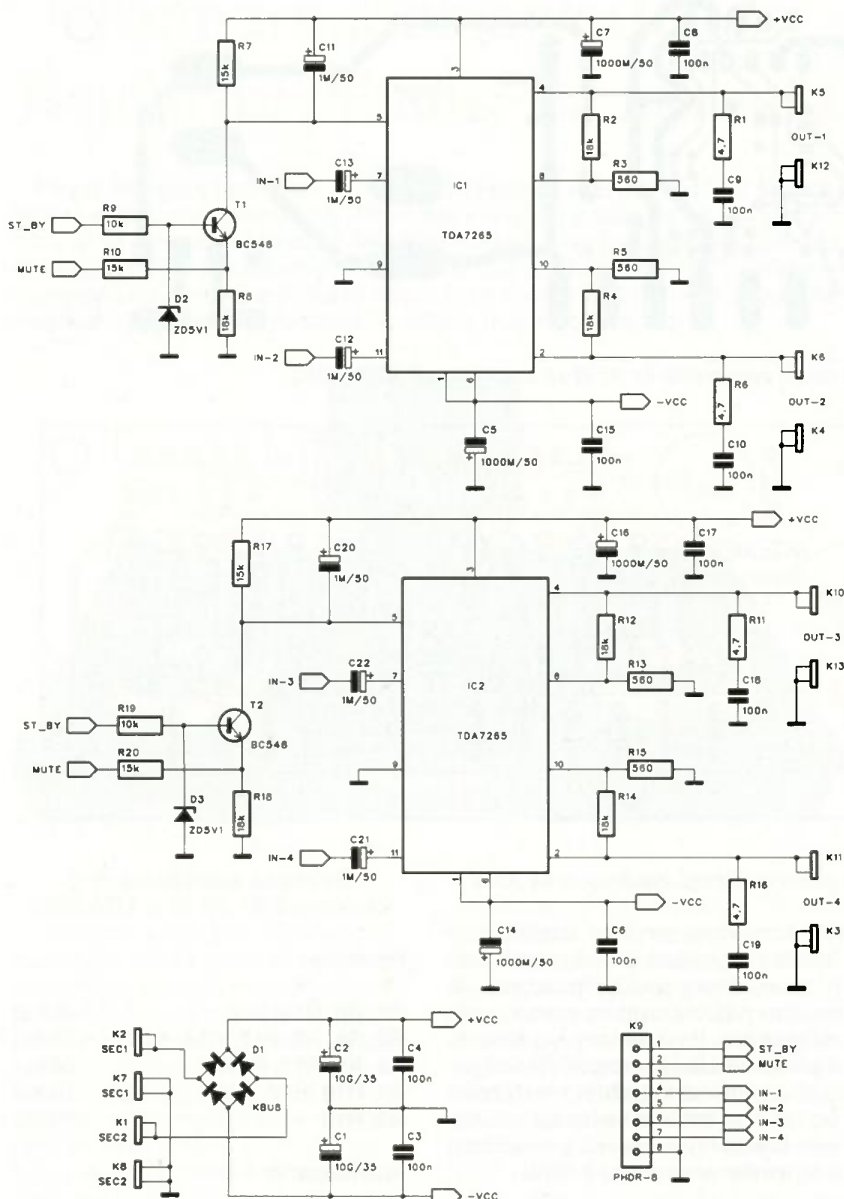 +VCC
R7
15k
C11
1M/50
C7
1000M/50
C8
100n
3
4
K5
R2
18k
R1
4,7
OUT-1
5
IN-1
C13
1M/50
7
IC1
TDA7265
8
R3
560
C9
100n
K12
ST_BY
R9
10k
T1
BC546
MUTE
R10
15k
D2
ZD5V1
R8
18k
9
10
R5
560
R4
18k
IN-2
C12
1M/50
11
2
K6
R6
4,7
OUT-2
1
6
-VCC
C5
1000M/50
C15
100n
C10
100n
K4
+VCC
R17
15k
C20
1M/50
C16
1000M/50
C17
100n
3
4
K10
R12
18k
R11
4,7
OUT-3
5
IN-3
C22
1M/50
7
IC2
TDA7265
R13
560
C18
100n
K13
ST_BY
R19
10k
T2
BC546
MUTE
R20
15k
D3
ZD5V1
R18
18k
9
10
R15
560
R14
18k
IN-4
C21
1M/50
11
2
K11
R16
4,7
OUT-4
1
6
-VCC
C14
1000M/50
C6
100n
C19
100n
K3
K2
SEC1
K7
SEC1
K1
SEC2
K8
SEC2
D1
KBU8
+VCC
C2
10G/35
C4
100n
C1
10G/35
C3
100n
-VCC
K9
1
ST_BY
2
MUTE
3
4
IN-1
5
IN-2
6
IN-3
7
IN-4
8
PHDR-8